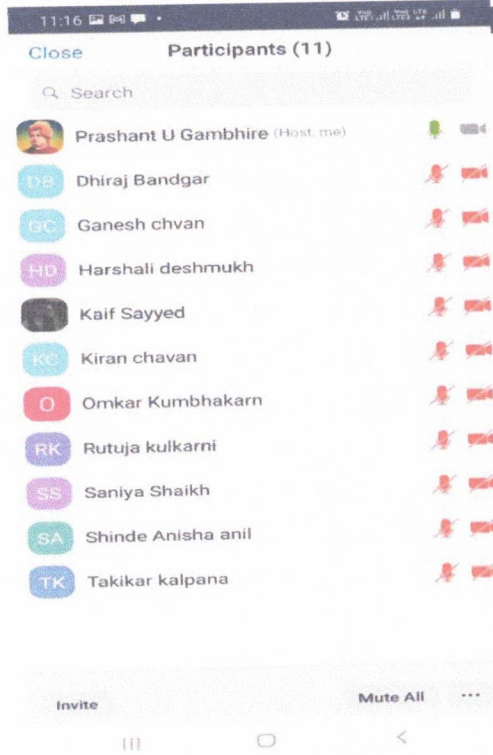 11:16
Close Participants (11)
Search
Prashant U Gambhire (Host, me)
DB Dhiraj Bandgar
GC Ganesh chvan
HD Harshali deshmukh
Kaif Sayyed
KC Kiran chavan
O Omkar Kumbhakarn
RK Rutuja kulkarni
SS Saniya Shaikh
SA Shinde Anisha anil
TK Takikar kalpana
Invite Mute All ...